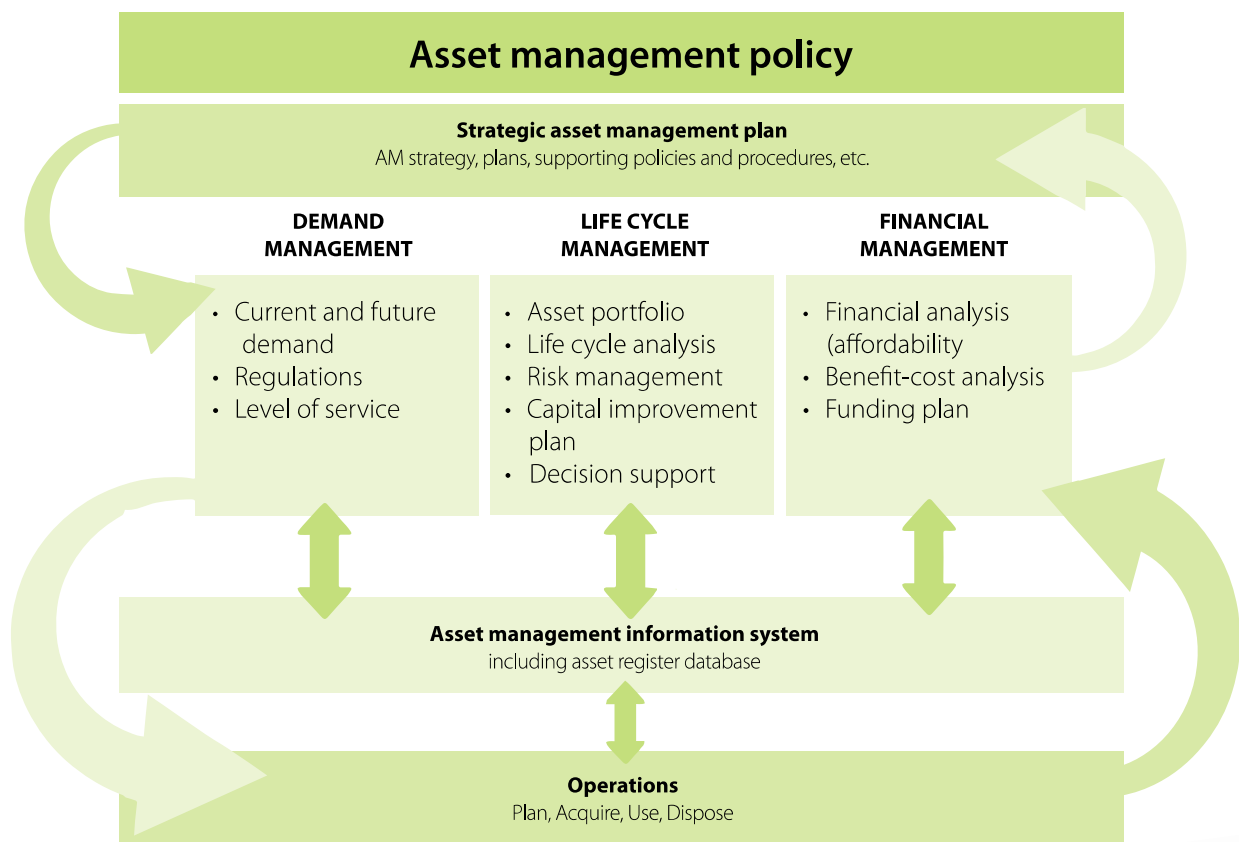 Asset management policy
Strategic asset management plan
AM strategy, plans, supporting policies and procedures, etc.
DEMAND
MANAGEMENT
• Current and future
demand
• Regulations
• Level of service
LIFE CYCLE
MANAGEMENT
• Asset portfolio
• Life cycle analysis
• Risk management
• Capital improvement
plan
• Decision support
FINANCIAL
MANAGEMENT
• Financial analysis
(affordability
• Benefit-cost analysis
• Funding plan
Asset management information system
including asset register database
Operations
Plan, Acquire, Use, Dispose